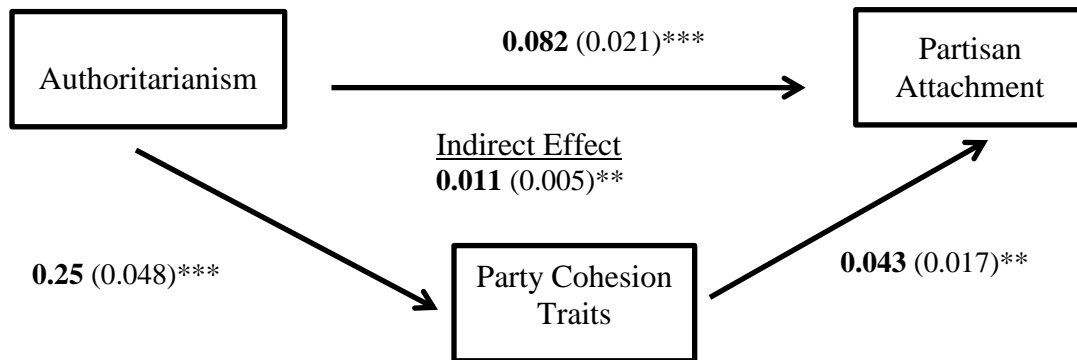 0.082 (0.021)***
Authoritarianism
Partisan
Attachment
Indirect Effect
0.011 (0.005)**
0.25 (0.048)***
Party Cohesion
Traits
0.043 (0.017)**